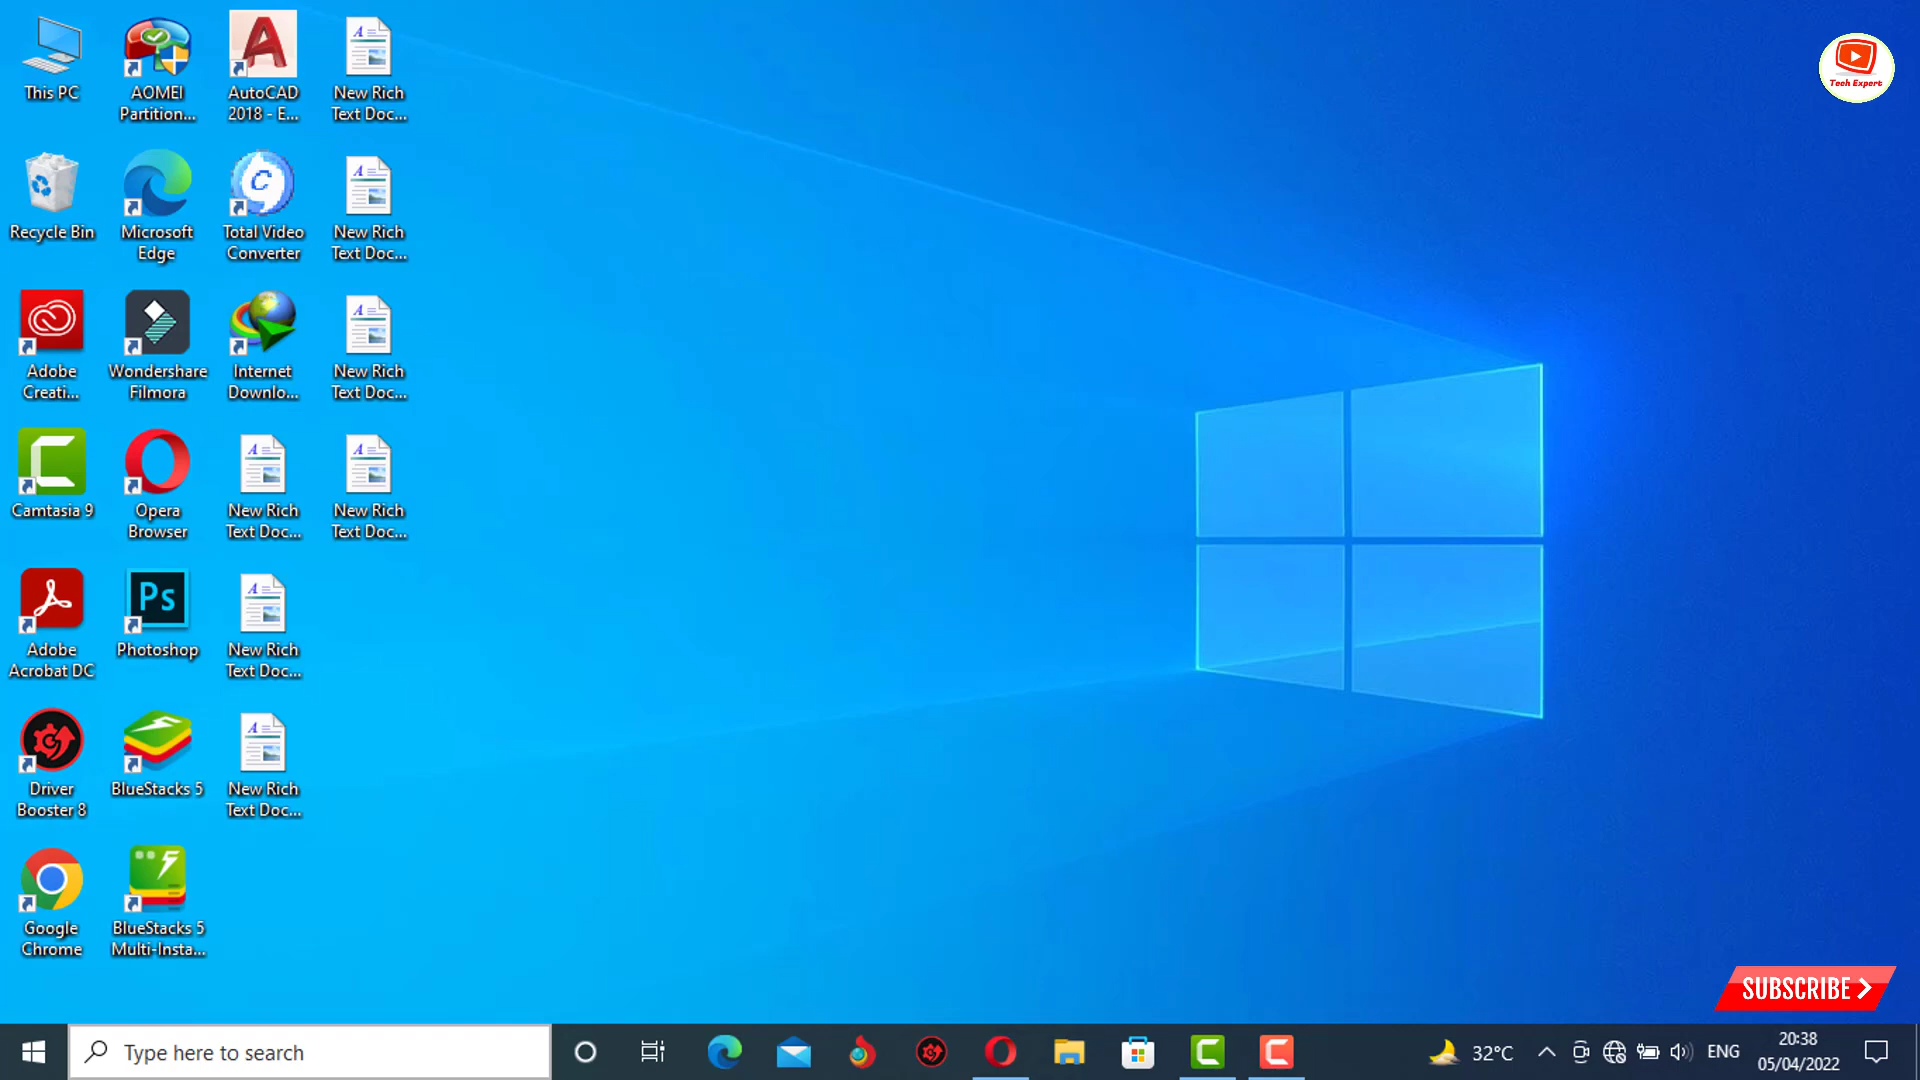 This PC
AOMEI
Partition...
AutoCAD
2018 - E...
New Rich
Text Doc...
Tech Expert
Recycle Bin
Microsoft
Edge
Total Video
Converter
New Rich
Text Doc...
Adobe
Creati...
Wondershare
Filmora
Internet
Downlo...
New Rich
Text Doc...
Camtasia 9
Opera
Browser
New Rich
Text Doc...
New Rich
Text Doc...
Adobe
Acrobat DC
Ps
Photoshop
New Rich
Text Doc...
Driver
Booster 8
BlueStacks 5
New Rich
Text Doc...
Google
Chrome
BlueStacks 5
Multi-Insta...
SUBSCRIBE
Type here to search
32°C
ENG
20:38
05/04/2022